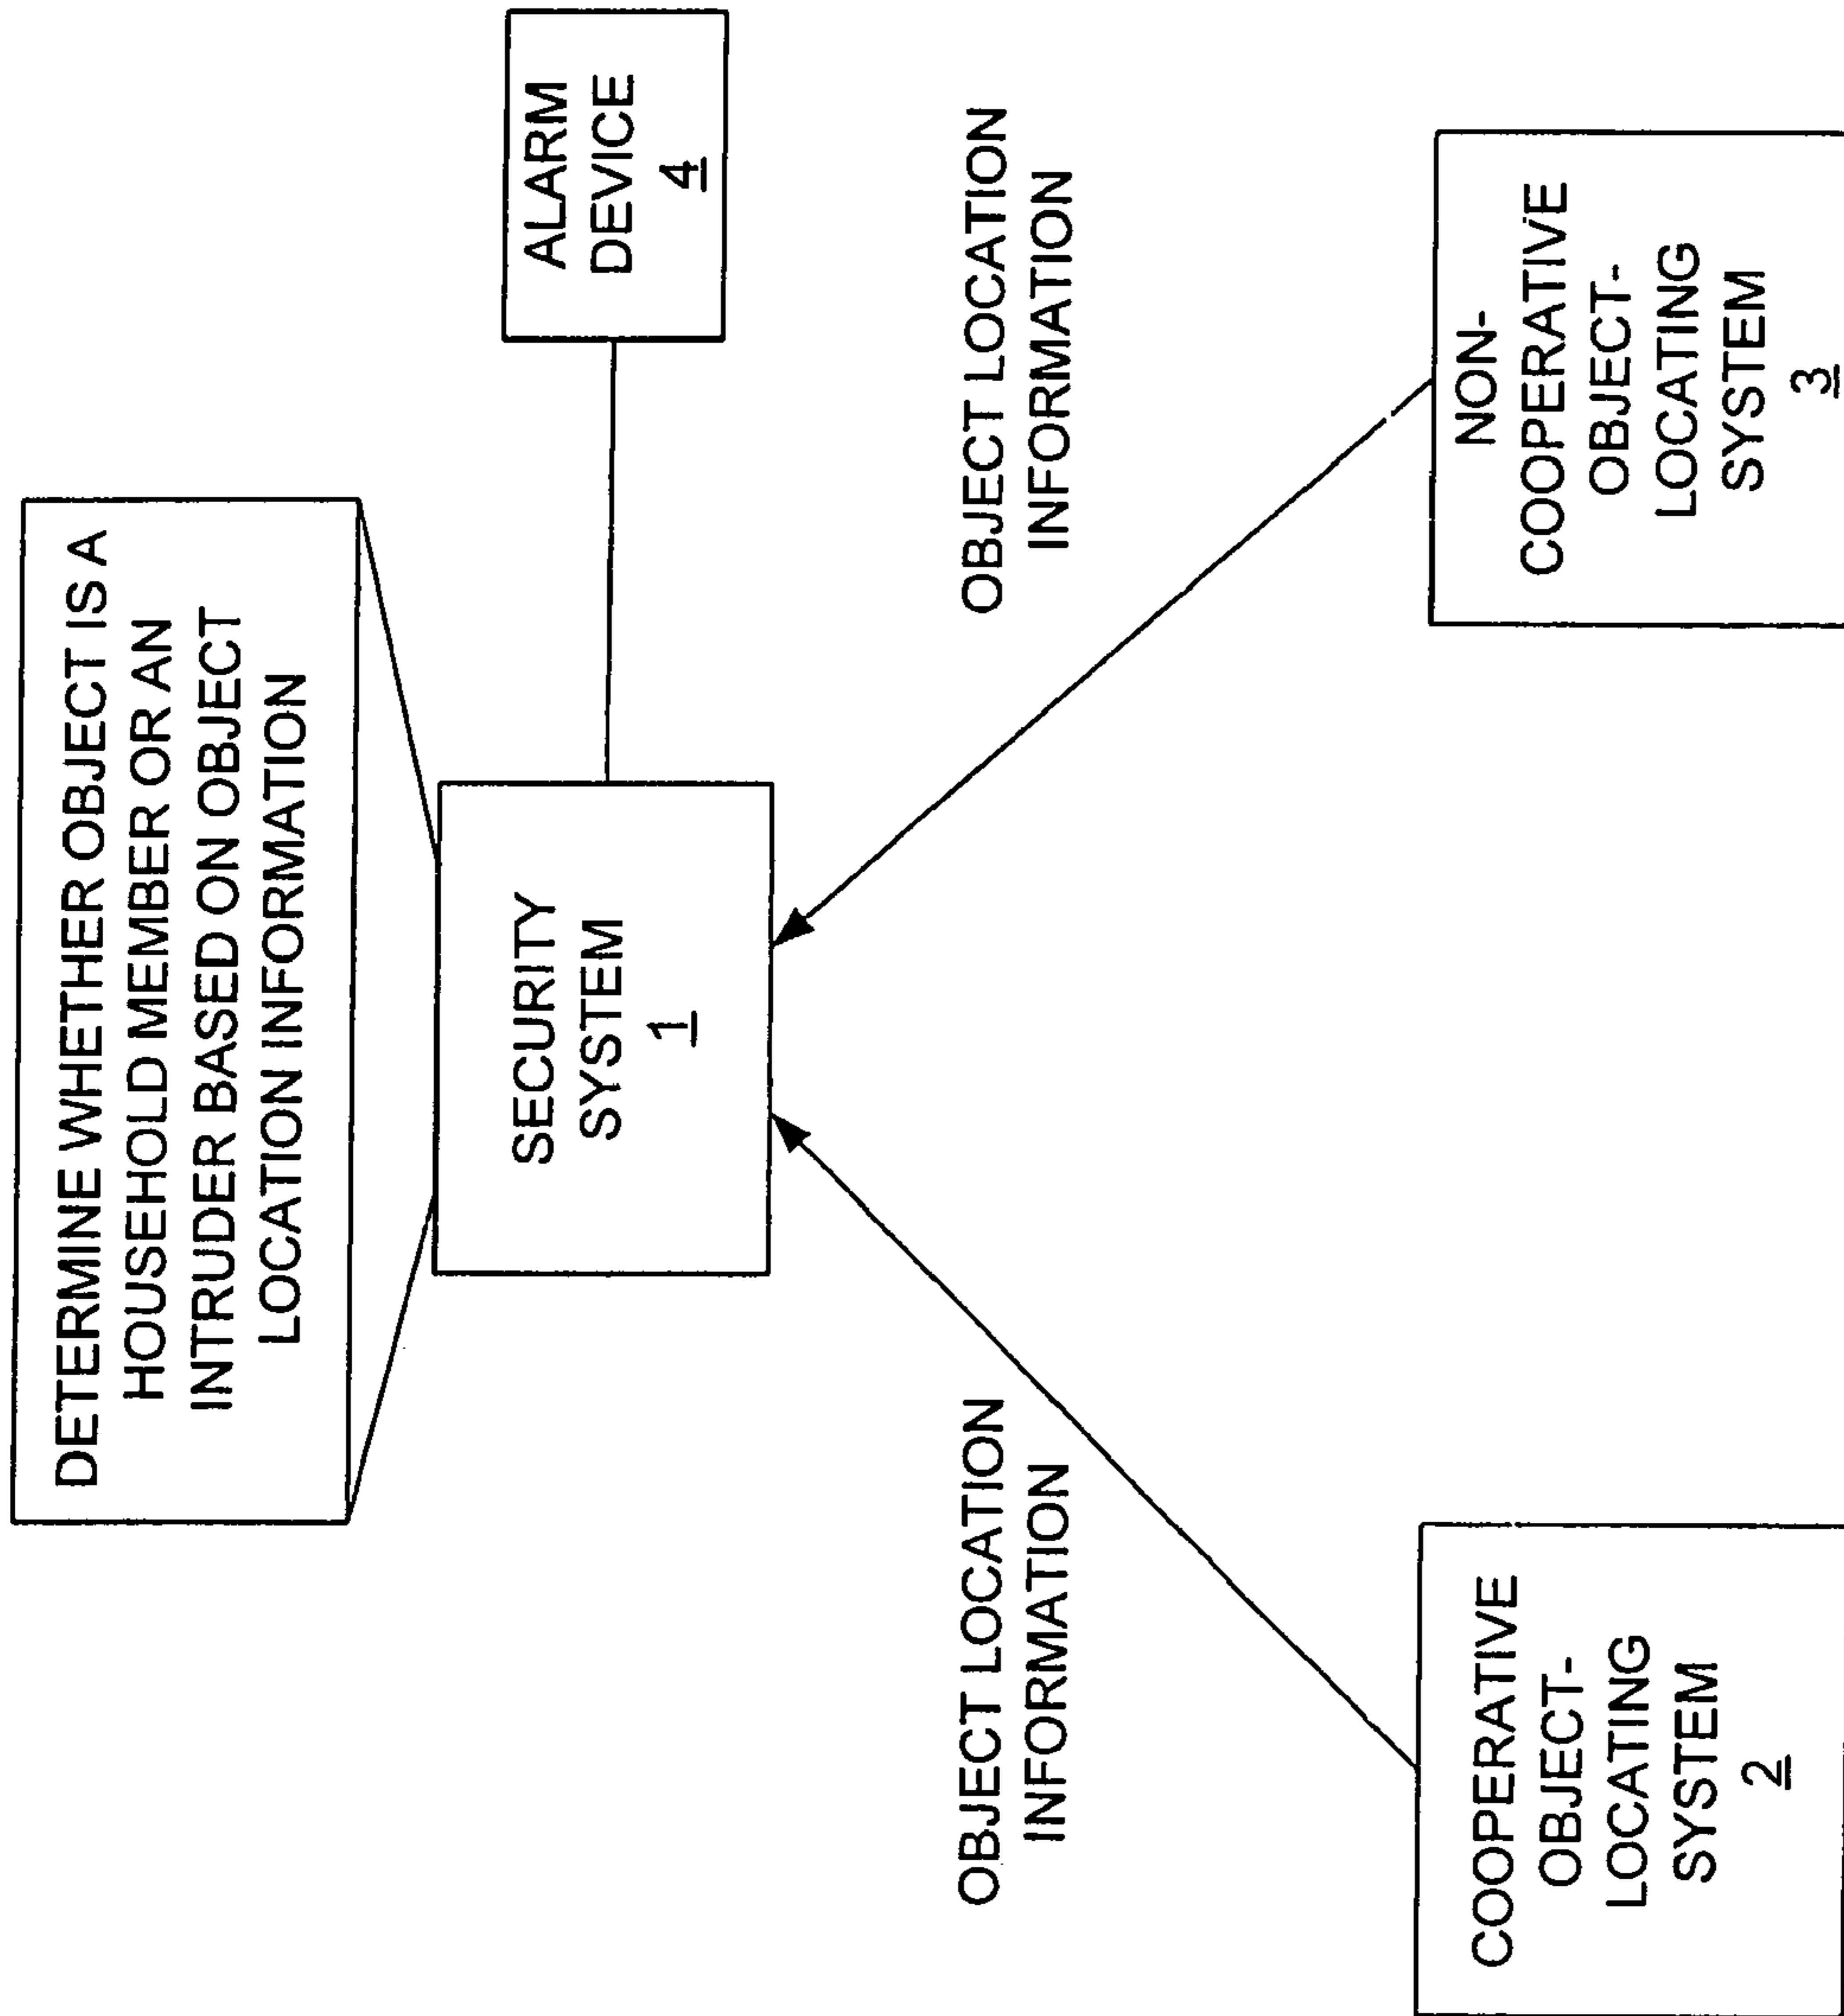 DETERMINE WHETHER OBJECT IS A
HOUSEHOLD MEMBER OR AN
INTRUDER BASED ON OBJECT
LOCATION INFORMATION
SECURITY
SYSTEM
1
ALARM
DEVICE
4
OBJECT LOCATION
INFORMATION
OBJECT LOCATION
INFORMATION
COOPERATIVE
OBJECT-
LOCATING
SYSTEM
2
NON-
COOPERATIVE
OBJECT-
LOCATING
SYSTEM
3